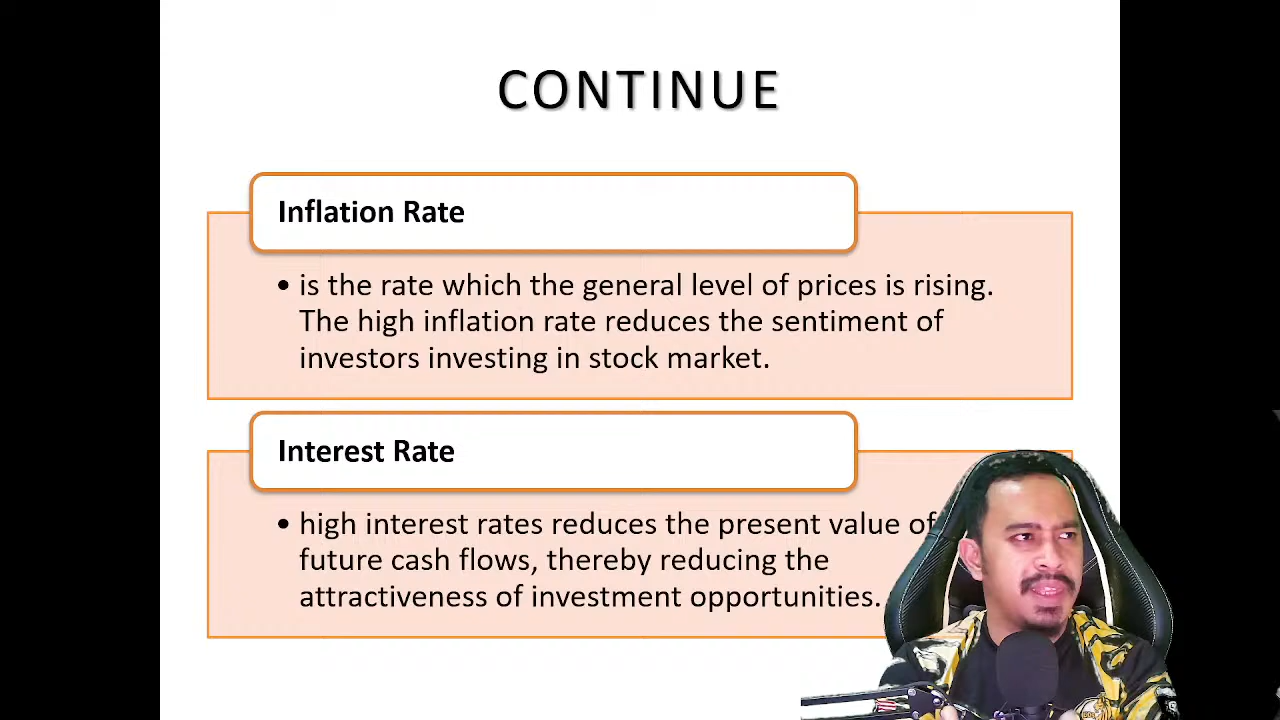 CONTINUE
Inflation Rate
• is the rate which the general level of prices is rising.
The high inflation rate reduces the sentiment of
investors investing in stock market.
Interest Rate
• high interest rates reduces the present value of
future cash flows, thereby reducing the
attractiveness of investment opportunities.